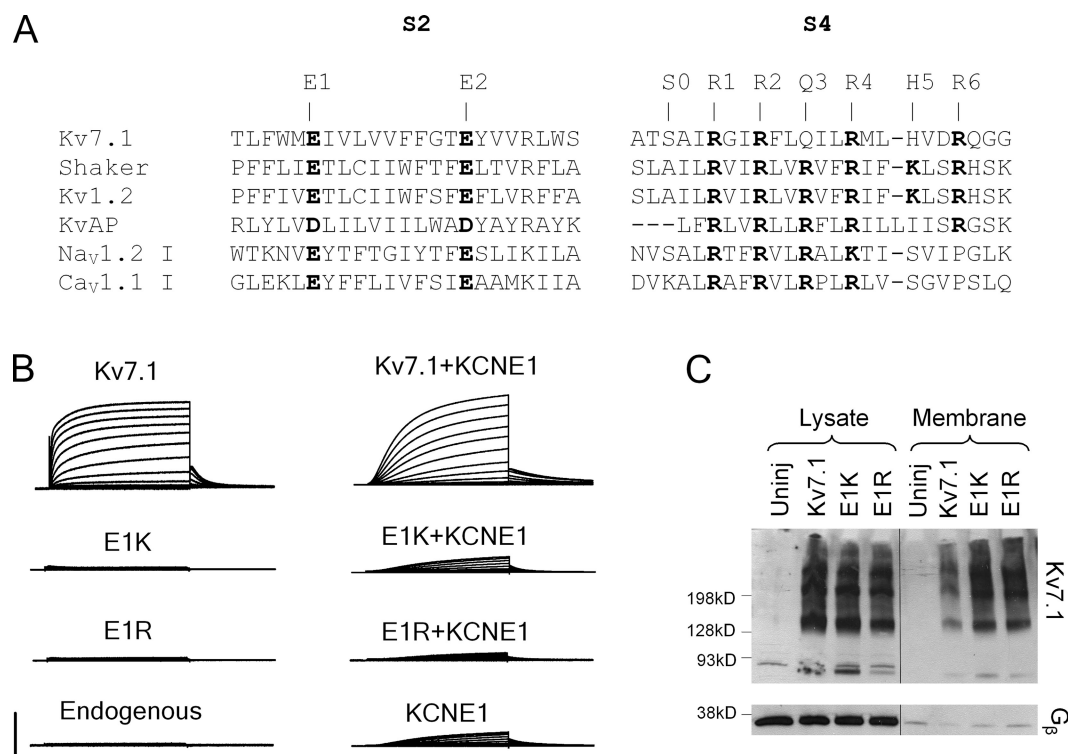 A
S2 S4
E1 E2 S0 R1 R2 Q3 R4 H5 R6
Kv7.1 TLFWMEIVLVVFFGTEYVVRLWS ATSAIRGIRFLQILRML-HVDRQGG
Shaker PFFLIETLCIIWFTFELTVRFLA SLAILRVIRLVRVFRIF-KLSRHSK
Kv1.2 PFFIVETLCIIWFSFEFLVRFFA SLAILRVIRLVRVFRIF-KLSRHSK
KvAP RLYLVDLILVIILWADYAYRAYK ---LFRLVRLLRFLRILLIISRGSK
NaV1.2 I WTKNVEYTFTGIYTFESLIKILA NVSALRTFRVLRALKTI-SVIPGLK
CaV1.1 I GLEKLEYFFLIVFSIEAAMKIIA DVKALRAFRVLRPLRLV-SGVPSLQ
B
Kv7.1 Kv7.1+KCNE1
E1K E1K+KCNE1
E1R E1R+KCNE1
Endogenous KCNE1
C
Lysate Membrane
Uninj Kv7.1 E1K E1R Uninj Kv7.1 E1K E1R
198kD
128kD
93kD
Kv7.1
38kD
Gβ